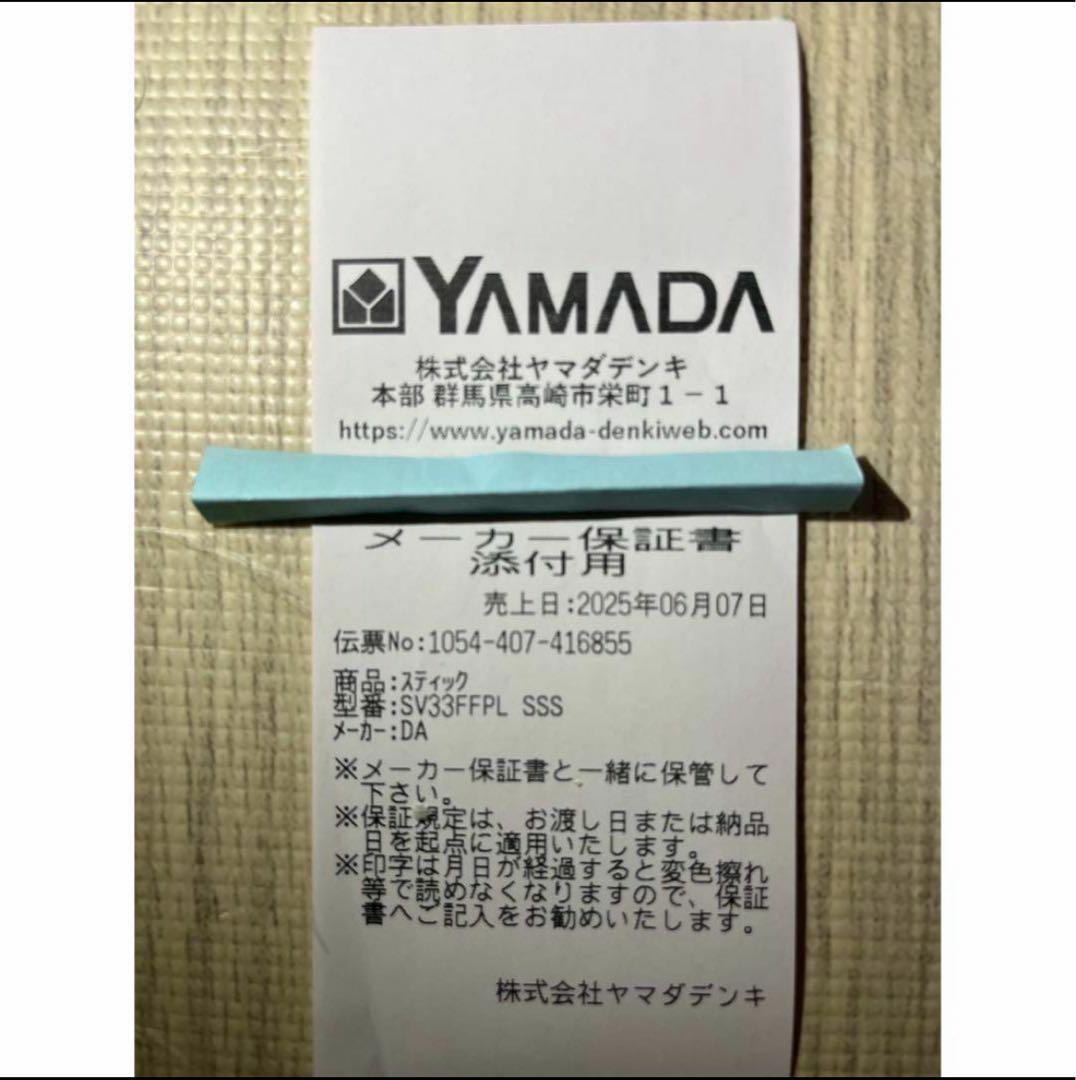 YAMADA
株式会社ヤマダデンキ
本部 群馬県高崎市栄町1-1
https://www.yamada-denkiweb.com
メーカー保証書
添付用
売上日:2025年06月07日
伝票No:1054-407-416855
商品:ｽﾃｨｯｸ
型番:SV33FFPL SSS
ﾒｰｶｰ:DA
※メーカー保証書と一緒に保管して
下さい。
※保証規定は、お渡し日または納品
日を起点に適用いたします。
※印字は月日が経過すると変色擦れ
等で読めなくなりますので、保証
書へご記入をお勧めいたします。
株式会社ヤマダデンキ